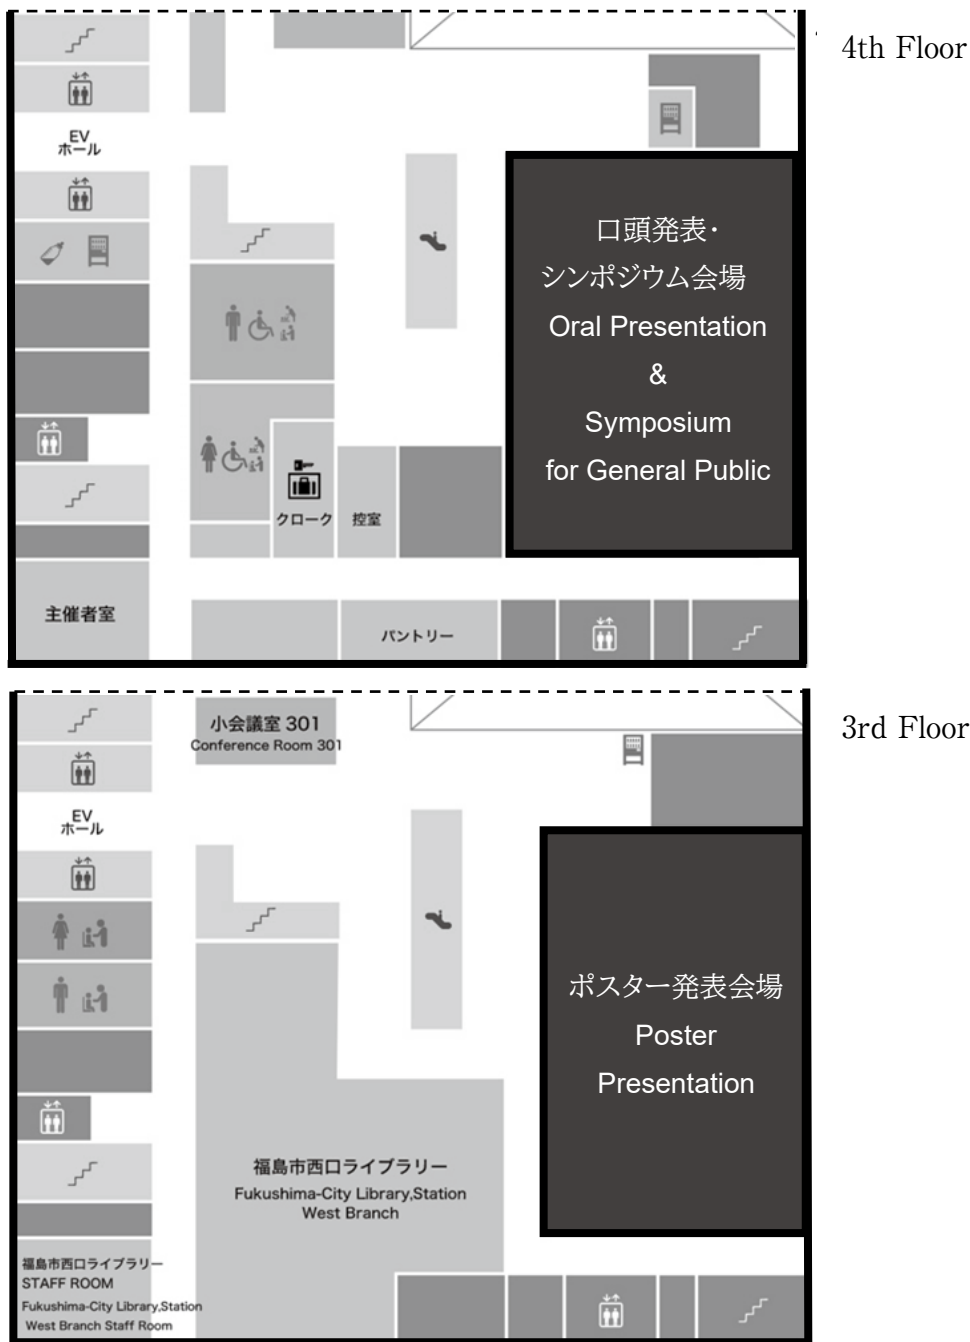 4th Floor
EV
ホール
口頭発表・
シンポジウム会場
Oral Presentation
&
Symposium
for General Public
クローク
控室
主催者室
パントリー
3rd Floor
小会議室 301
Conference Room 301
EV
ホール
ポスター発表会場
Poster
Presentation
福島市西口ライブラリー
Fukushima-City Library,Station
West Branch
福島市西口ライブラリー
STAFF ROOM
Fukushima-City Library,Station
West Branch Staff Room